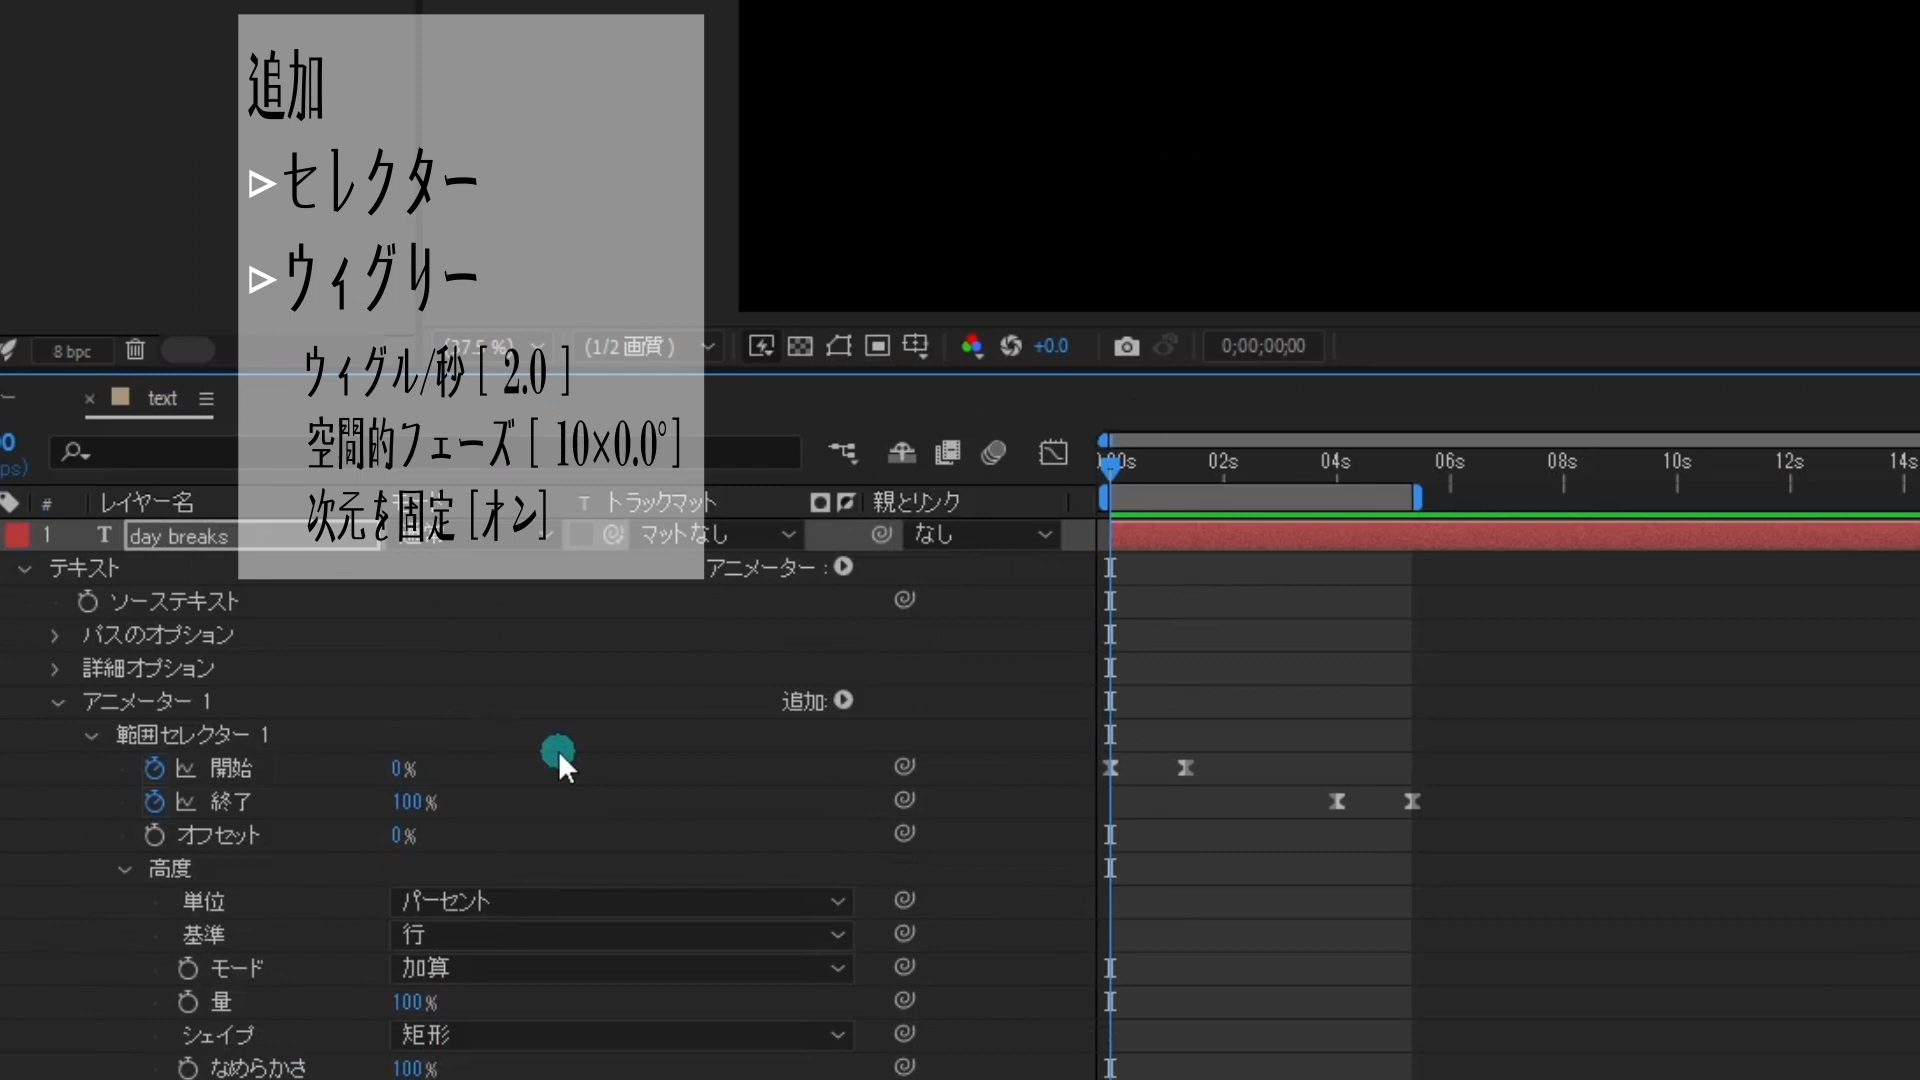 追加
セレクター
ウィグリー
ウィグル/秒 [ 2.0 ]
空間的フェーズ [ 10×0.0° ]
次元を固定 [オン]
8 bpc
(37.5 %)
(1/2 画質)
+0.0
0;00;00;00
text
ps)
02s 04s 06s 08s 10s 12s 14s
# レイヤー名 T トラックマット 親とリンク
1 T day breaks マットなし なし
テキスト アニメーター :
ソーステキスト
パスのオプション
詳細オプション
アニメーター 1 追加:
範囲セレクター 1
開始 0%
終了 100%
オフセット 0%
高度
単位 パーセント
基準 行
モード 加算
量 100%
シェイプ 矩形
なめらかさ 100%